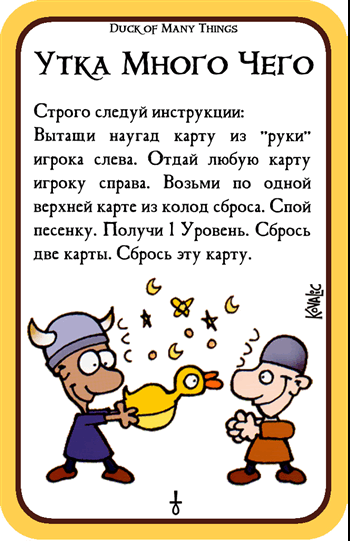 Duck of Many Things
Утка Много Чего
Строго следуй инструкции:
Вытащи наугад карту из "руки"
игрока слева. Отдай любую карту
игроку справа. Возьми по одной
верхней карте из колод сброса. Спой
песенку. Получи 1 Уровень. Сбрось
две карты. Сбрось эту карту.
Kovalic